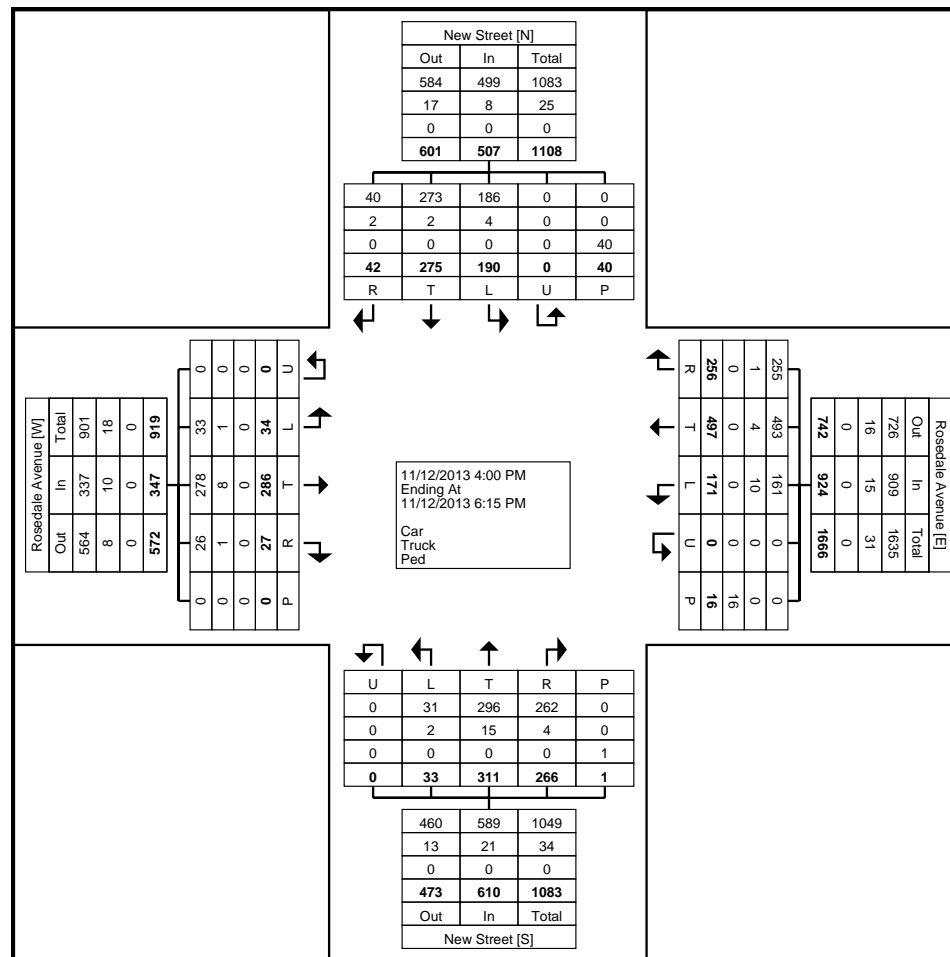 New Street [N]
Out In Total
584 499 1083
17 8 25
0 0 0
601 507 1108
40 273 186 0 0
2 2 4 0 0
0 0 0 0 40
42 275 190 0 40
R T L U P
Rosedale Avenue [W]
Total In Out
901 337 564
18 10 8
0 0 0
919 347 572
0 33 278 26 0
0 1 8 1 0
0 0 0 0 0
0 34 286 27 0
U L T R P
11/12/2013 4:00 PM
Ending At
11/12/2013 6:15 PM
Car
Truck
Ped
R T L U P
256 497 171 0 16
0 0 0 0 16
1 4 10 0 0
255 493 161 0 0
Rosedale Avenue [E]
Out In Total
726 909 1635
16 15 31
0 0 0
742 924 1666
U L T R P
0 31 296 262 0
0 2 15 4 0
0 0 0 0 1
0 33 311 266 1
460 589 1049
13 21 34
0 0 0
473 610 1083
Out In Total
New Street [S]